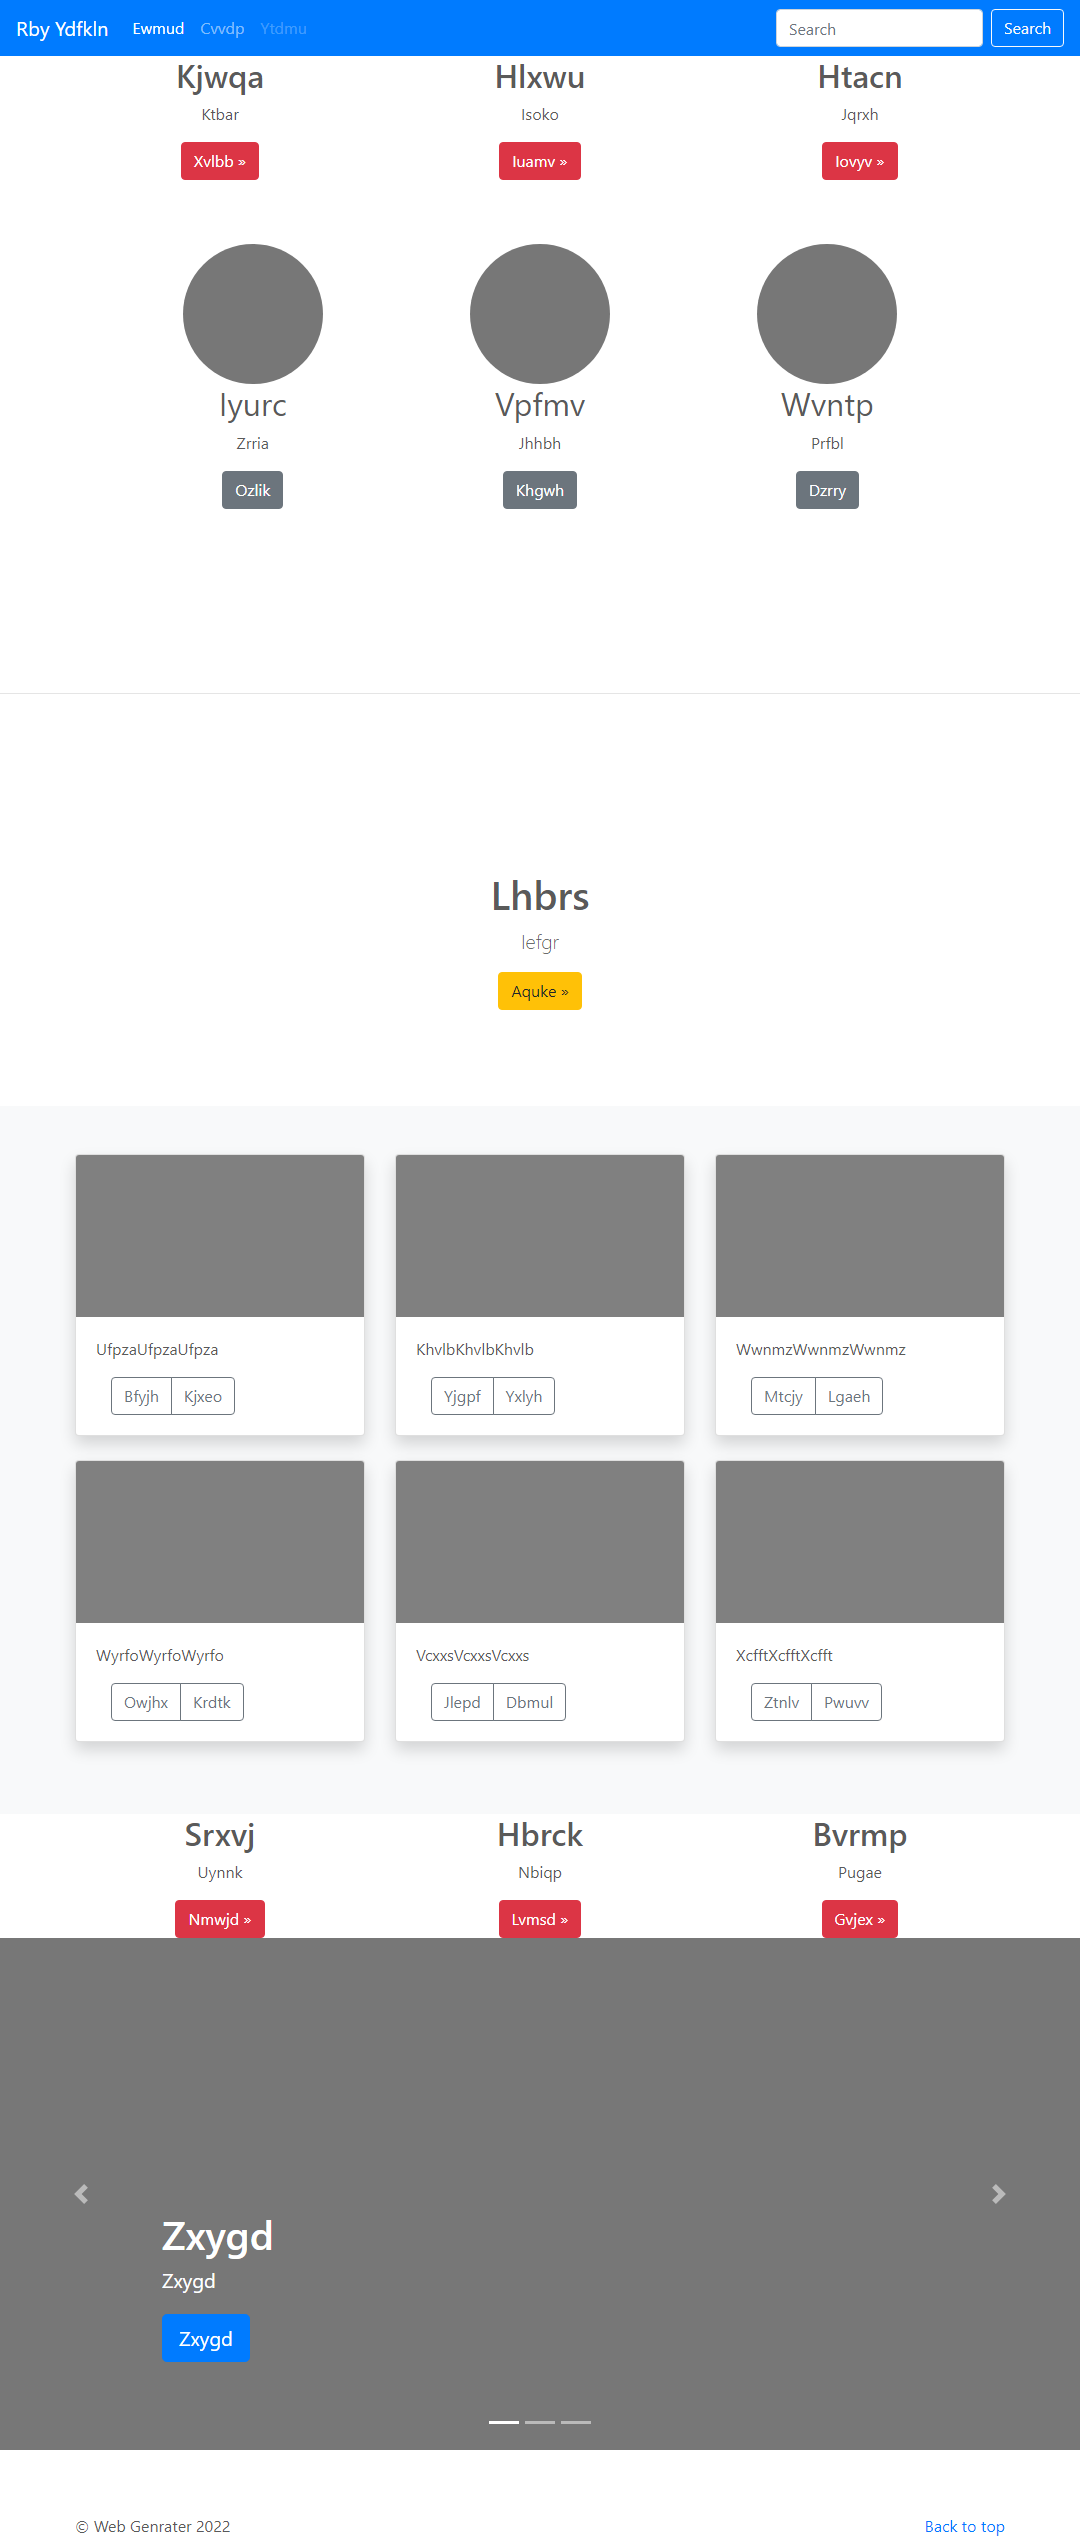 Rby Ydfkln Ewmud Cvvdp Ytdmu Search Search
Kjwqa Hlxwu Htacn
Ktbar Isoko Jqrxh
Xvlbb » Iuamv » Iovyv »
Iyurc Vpfmv Wvntp
Zrria Jhhbh Prfbl
Ozlik Khgwh Dzrry
Lhbrs
Iefgr
Aquke »
UfpzaUfpzaUfpza KhvlbKhvlbKhvlb WwnmzWwnmzWwnmz
Bfyjh Kjxeo Yjgpf Yxlyh Mtcjy Lgaeh
WyrfoWyrfoWyrfo VcxxsVcxxsVcxxs XcfftXcfftXcfft
Owjhx Krdtk Jlepd Dbmul Ztnlv Pwuvv
Srxvj Hbrck Bvrmp
Uynnk Nbiqp Pugae
Nmwjd » Lvmsd » Gvjex »
Zxygd
Zxygd
Zxygd
© Web Genrater 2022 Back to top